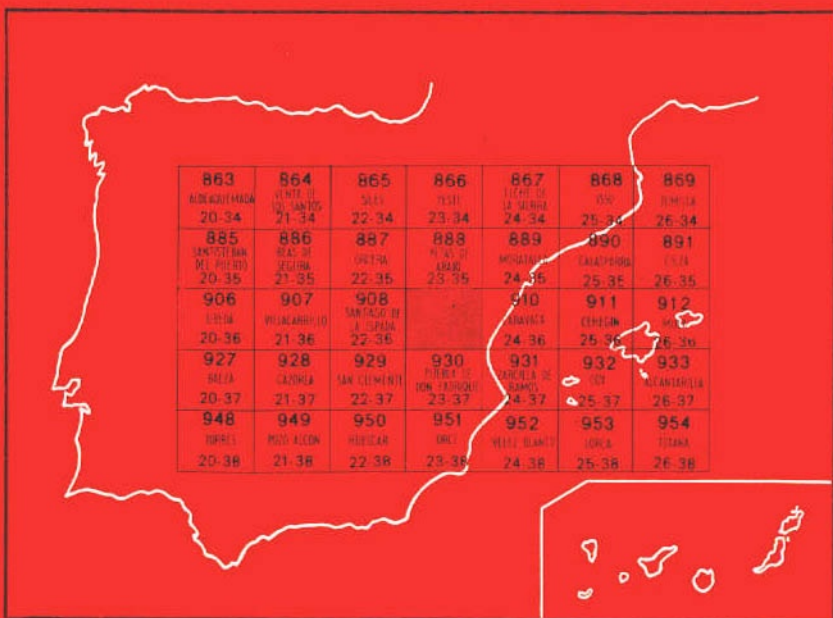 863 864 865 866 867 868 869
ALDEAQUEMADA VENTA DE LOS SANTOS SILES YESTE ELCHE DE LA SIERRA ISSO JUMILLA
20-34 21-34 22-34 23-34 24-34 25-34 26-34
885 886 887 888 889 890 891
SANTISTEBAN DEL PUERTO BEAS DE SEGURA ORCERA YETAS DE ABAJO MORATALLA CALASPARRA CIEZA
20-35 21-35 22-35 23-35 24-35 25-35 26-35
906 907 908 910 911 912
UBEDA VILLACARRILLO SANTIAGO DE LA ESPADA CARAVACA CEHEGIN
20-36 21-36 22-36 24-36 25-36 26-36
927 928 929 930 931 932 933
BAEZA CAZORLA SAN CLEMENTE PUEBLA DE DON FADRIQUE ZARCILLA DE RAMOS COY ALCANTARILLA
20-37 21-37 22-37 23-37 24-37 25-37 26-37
948 949 950 951 952 953 954
TORRES POZO ALCON HUESCAR ORCE VELEZ BLANCO LORCA TOTANA
20-38 21-38 22-38 23-38 24-38 25-38 26-38